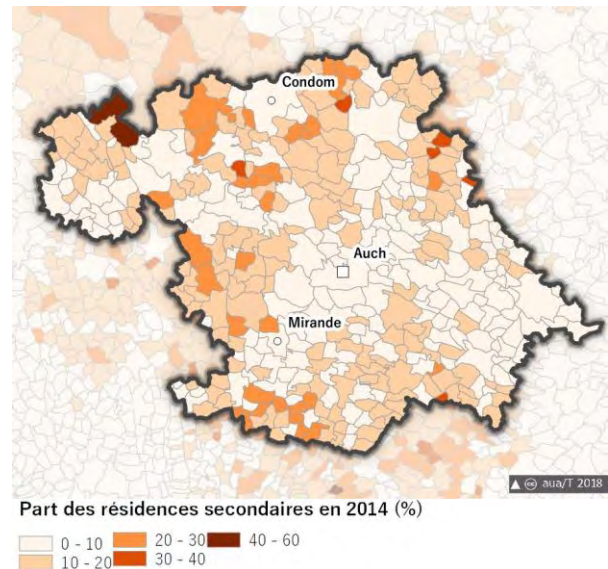 Condom
Auch
Mirande
aua/T 2018
Part des résidences secondaires en 2014 (%)
0 - 10 20 - 30 40 - 60
10 - 20 30 - 40